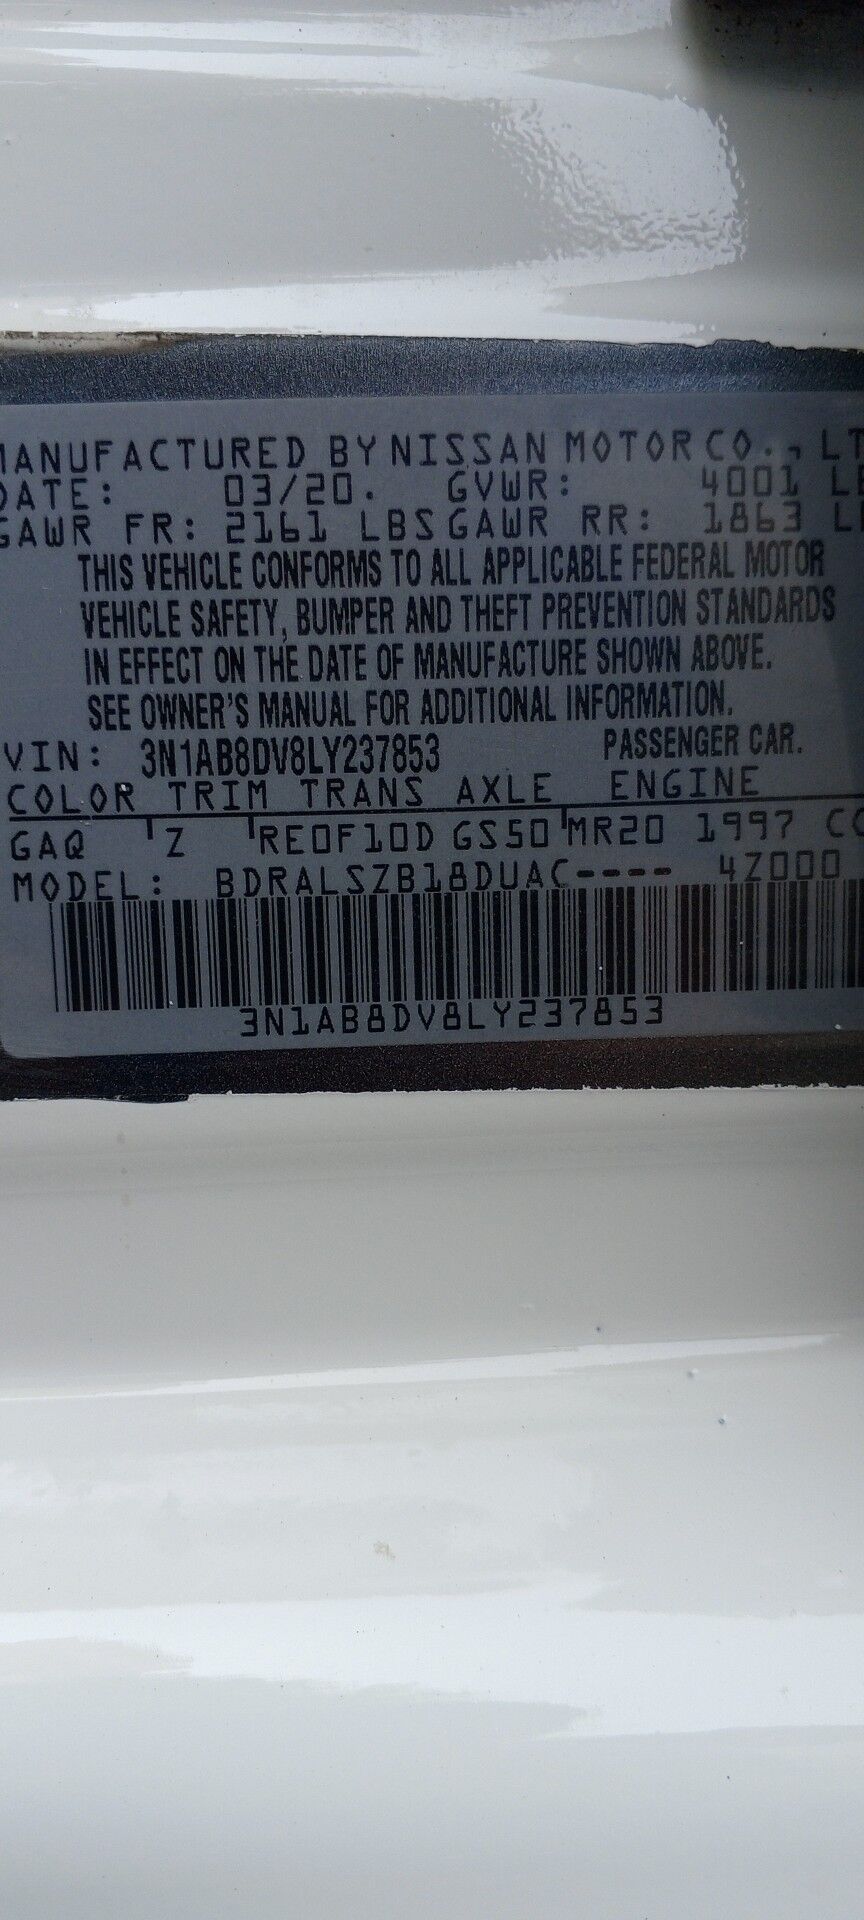 MANUFACTURED BY NISSAN MOTOR CO., LT
DATE: 03/20. GVWR: 4001 LB
GAWR FR: 2161 LBS GAWR RR: 1863 LB
THIS VEHICLE CONFORMS TO ALL APPLICABLE FEDERAL MOTOR
VEHICLE SAFETY, BUMPER AND THEFT PREVENTION STANDARDS
IN EFFECT ON THE DATE OF MANUFACTURE SHOWN ABOVE.
SEE OWNER'S MANUAL FOR ADDITIONAL INFORMATION.
VIN: 3N1AB8DV8LY237853 PASSENGER CAR.
COLOR TRIM TRANS AXLE ENGINE
GAQ Z RE0F10D GS50 MR20 1997 CC
MODEL: BDRALSZB18DUAC---- 4Z000
3N1AB8DV8LY237853